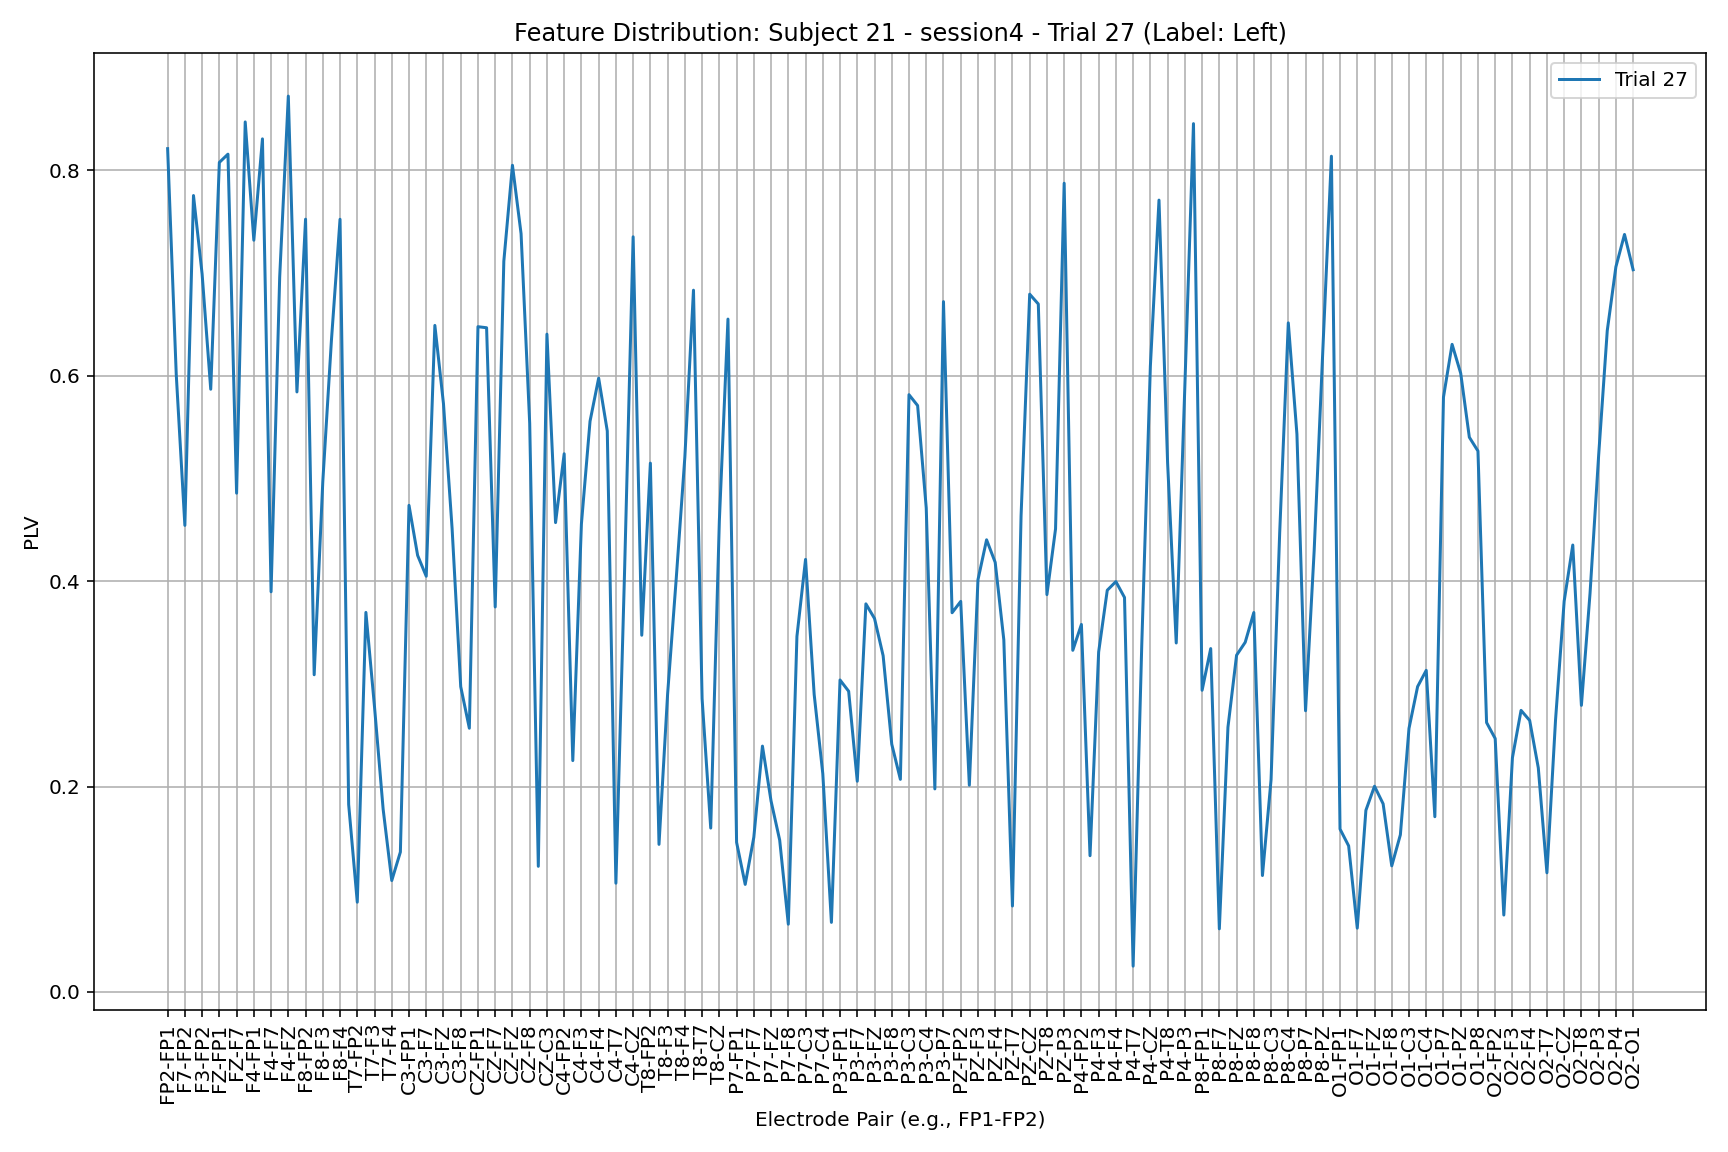 Feature Distribution: Subject 21 - session4 - Trial 27 (Label: Left)
Trial 27
PLV
0.8
0.6
0.4
0.2
0.0
FP2-FP1
F7-FP2
F3-FP2
FZ-FP1
FZ-F7
F4-FP1
F4-F7
F4-FZ
F8-FP2
F8-F3
F8-F4
T7-FP2
T7-F3
T7-F4
C3-FP1
C3-F7
C3-FZ
C3-F8
CZ-FP1
CZ-F7
CZ-FZ
CZ-F8
CZ-C3
C4-FP2
C4-F3
C4-F4
C4-T7
C4-CZ
T8-FP2
T8-F3
T8-F4
T8-T7
T8-CZ
P7-FP1
P7-F7
P7-FZ
P7-F8
P7-C3
P7-C4
P3-FP1
P3-F7
P3-FZ
P3-F8
P3-C3
P3-C4
P3-P7
PZ-FP2
PZ-F3
PZ-F4
PZ-T7
PZ-CZ
PZ-T8
PZ-P3
P4-FP2
P4-F3
P4-F4
P4-T7
P4-CZ
P4-T8
P4-P3
P8-FP1
P8-F7
P8-FZ
P8-F8
P8-C3
P8-C4
P8-P7
P8-PZ
O1-FP1
O1-F7
O1-FZ
O1-F8
O1-C3
O1-C4
O1-P7
O1-PZ
O1-P8
O2-FP2
O2-F3
O2-F4
O2-T7
O2-CZ
O2-T8
O2-P3
O2-P4
O2-O1
Electrode Pair (e.g., FP1-FP2)